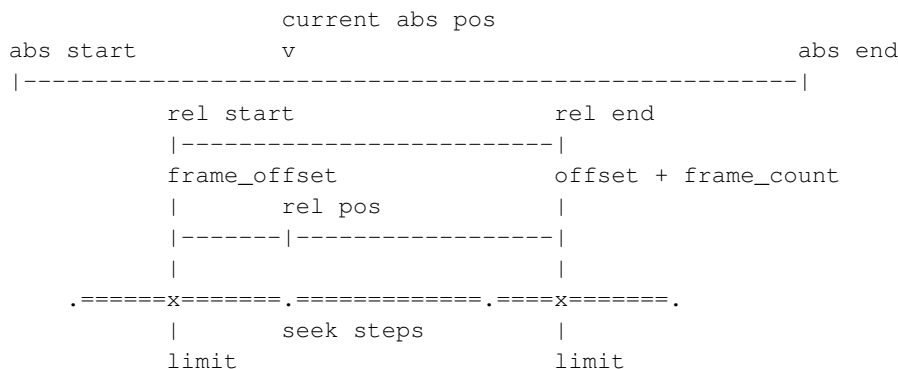 current abs pos
abs start          v                                  abs end
|------------------------------------------------------|
           rel start                  rel end
           |--------------------------|
           frame_offset               offset + frame_count
           |       rel pos            |
           |-------|------------------|
           |                          |
    .======x=======.=============.====x=======.
           |       seek steps         |
           limit                      limit